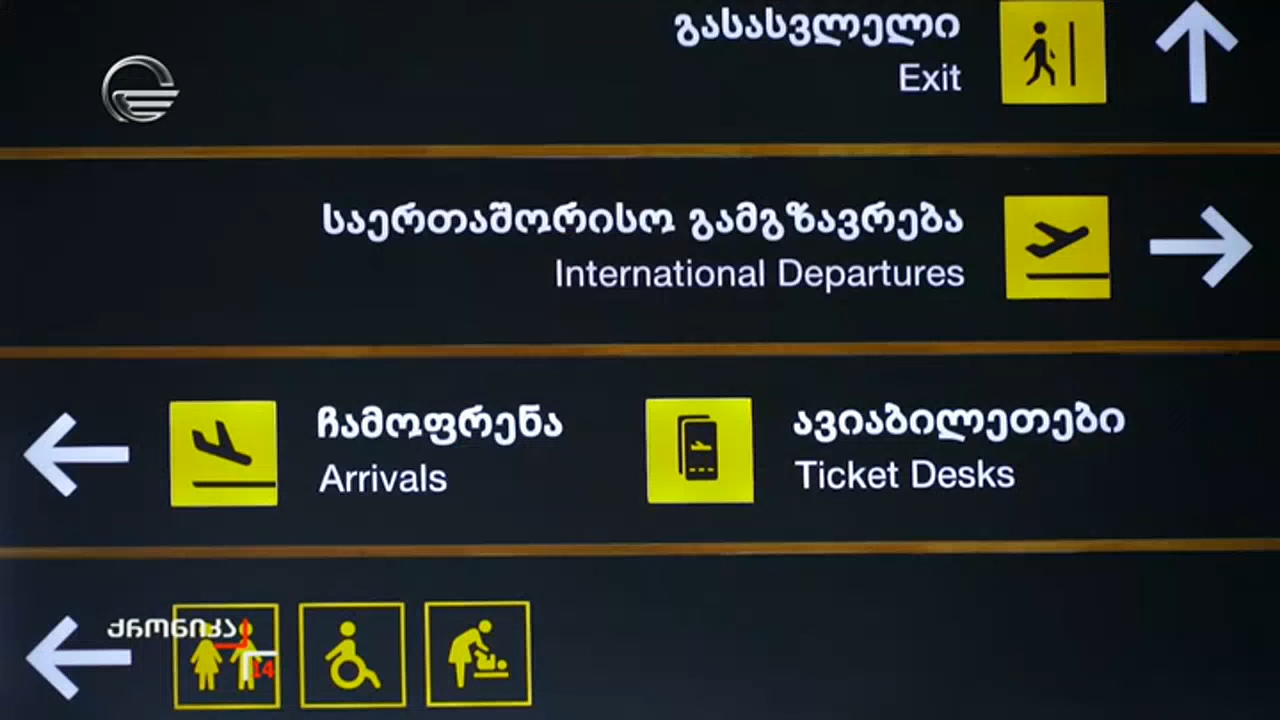 გასასვლელი
Exit
საერთაშორისო გამგზავრება
International Departures
ჩამოფრენა
Arrivals
ავიაბილეთები
Ticket Desks
ქრონიკა
14